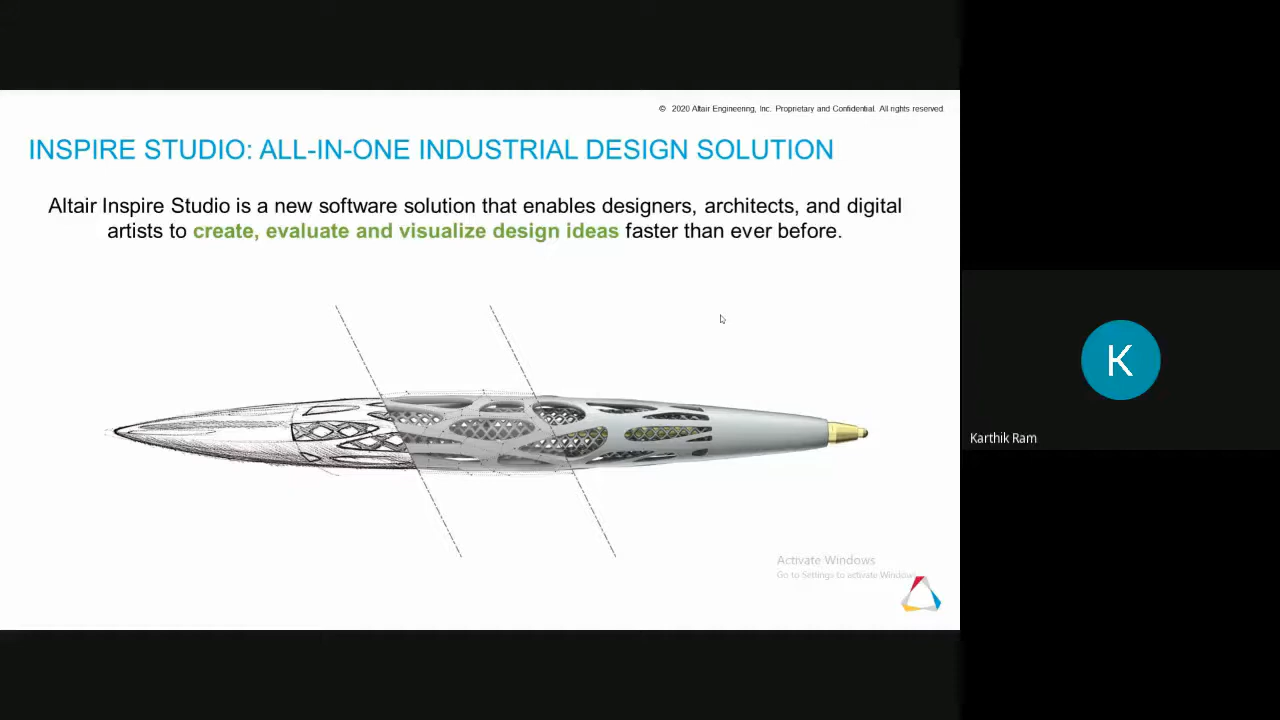 © 2020 Altair Engineering, Inc. Proprietary and Confidential. All rights reserved.
INSPIRE STUDIO: ALL-IN-ONE INDUSTRIAL DESIGN SOLUTION
Altair Inspire Studio is a new software solution that enables designers, architects, and digital
artists to create, evaluate and visualize design ideas faster than ever before.
K
Karthik Ram
Activate Windows
Go to Settings to activate Windows